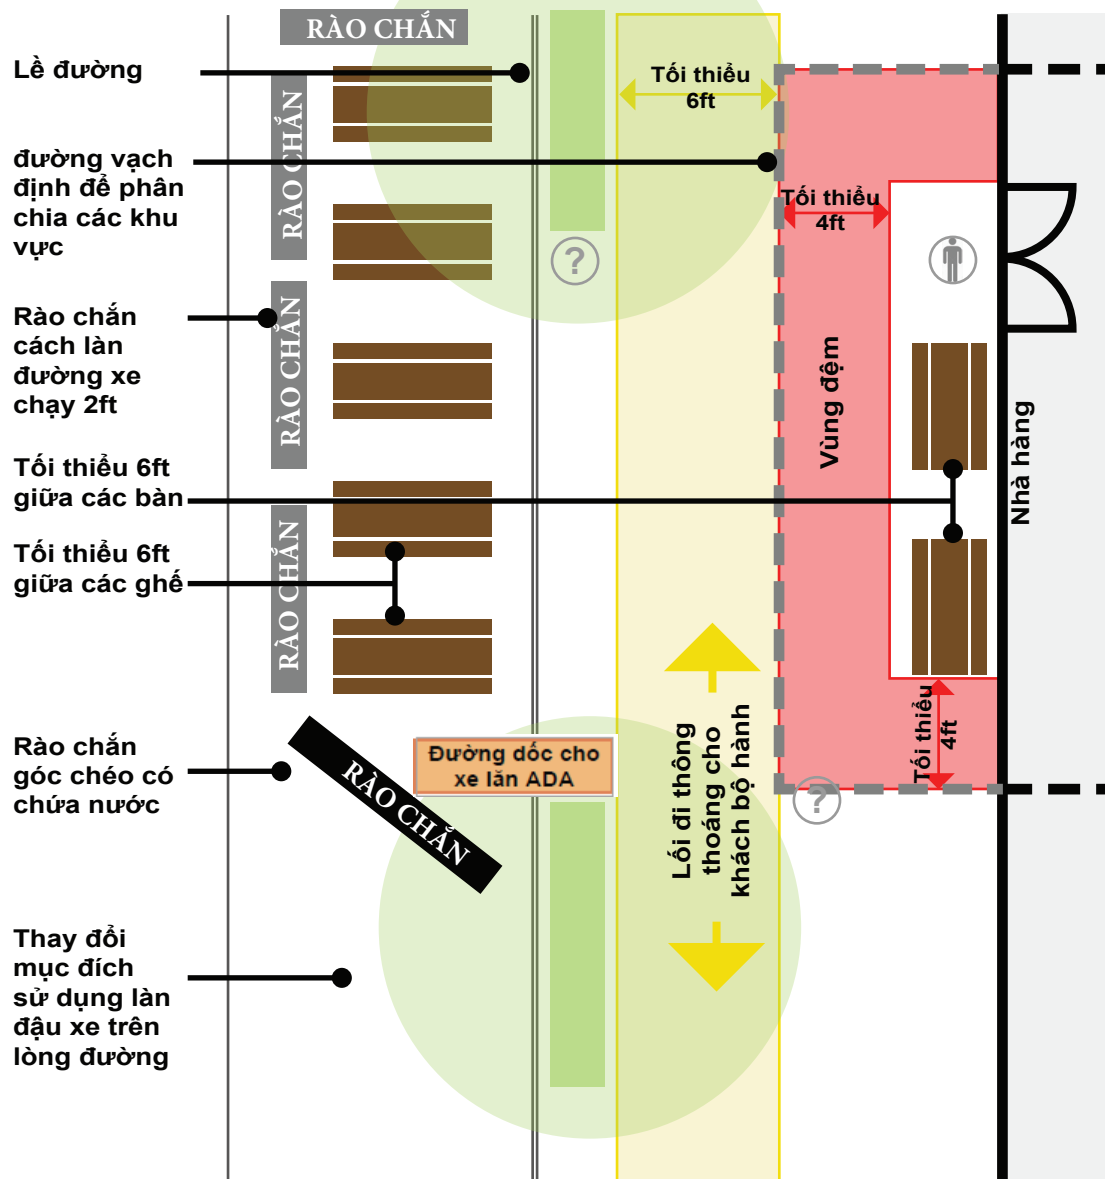 RÀO CHẮN
Lề đường
Tối thiểu
6ft
RÀO CHẮN
đường vạch
định để phân
chia các khu
vực
Tối thiểu
4ft
?
Rào chắn
cách làn
đường xe
chạy 2ft
RÀO CHẮN
Vùng đệm
Nhà hàng
Tối thiểu 6ft
giữa các bàn
Tối thiểu 6ft
giữa các ghế
RÀO CHẮN
Rào chắn
góc chéo có
chứa nước
RÀO CHẮN
Đường dốc cho
xe lăn ADA
Lối đi thông
thoáng cho
khách bộ hành
Tối thiểu
4ft
?
Thay đổi
mục đích
sử dụng làn
đậu xe trên
lòng đường